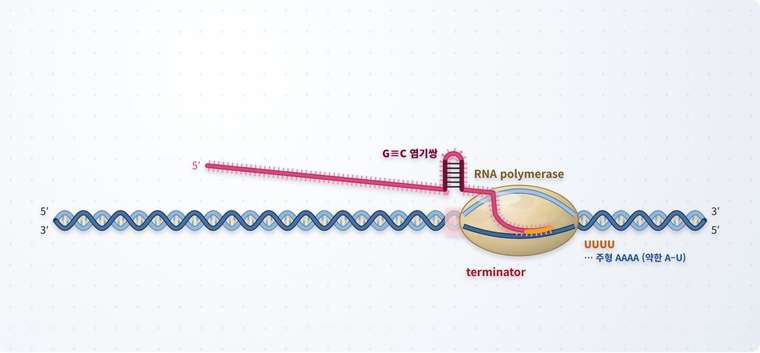 G≡C 염기쌍
5′
RNA polymerase
5′
3′
3′
5′
UUUU
··· 주형 AAAA (약한 A–U)
terminator